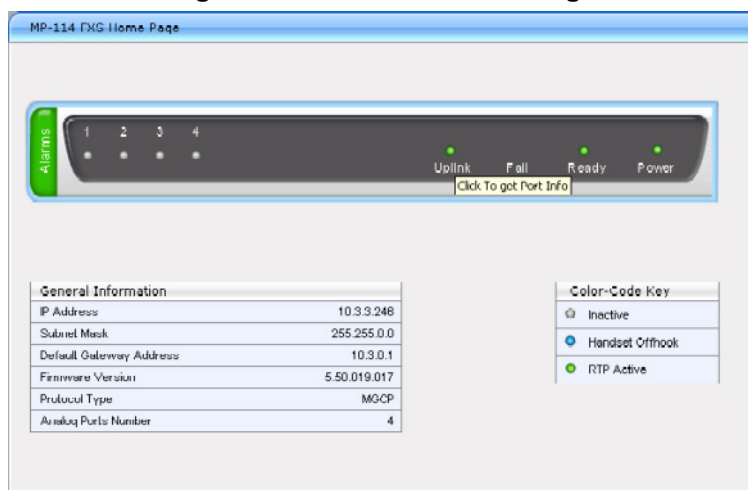 MP-114 FXS Home Page
Alarms
1 2 3 4
Uplink Fail Ready Power
Click To get Port Info
General Information
IP Address 10.3.3.246
Subnet Mask 255.255.0.0
Default Gateway Address 10.3.0.1
Firmware Version 5.50.019.017
Protocol Type MGCP
Analog Ports Number 4
Color-Code Key
Inactive
Handset Offhook
RTP Active